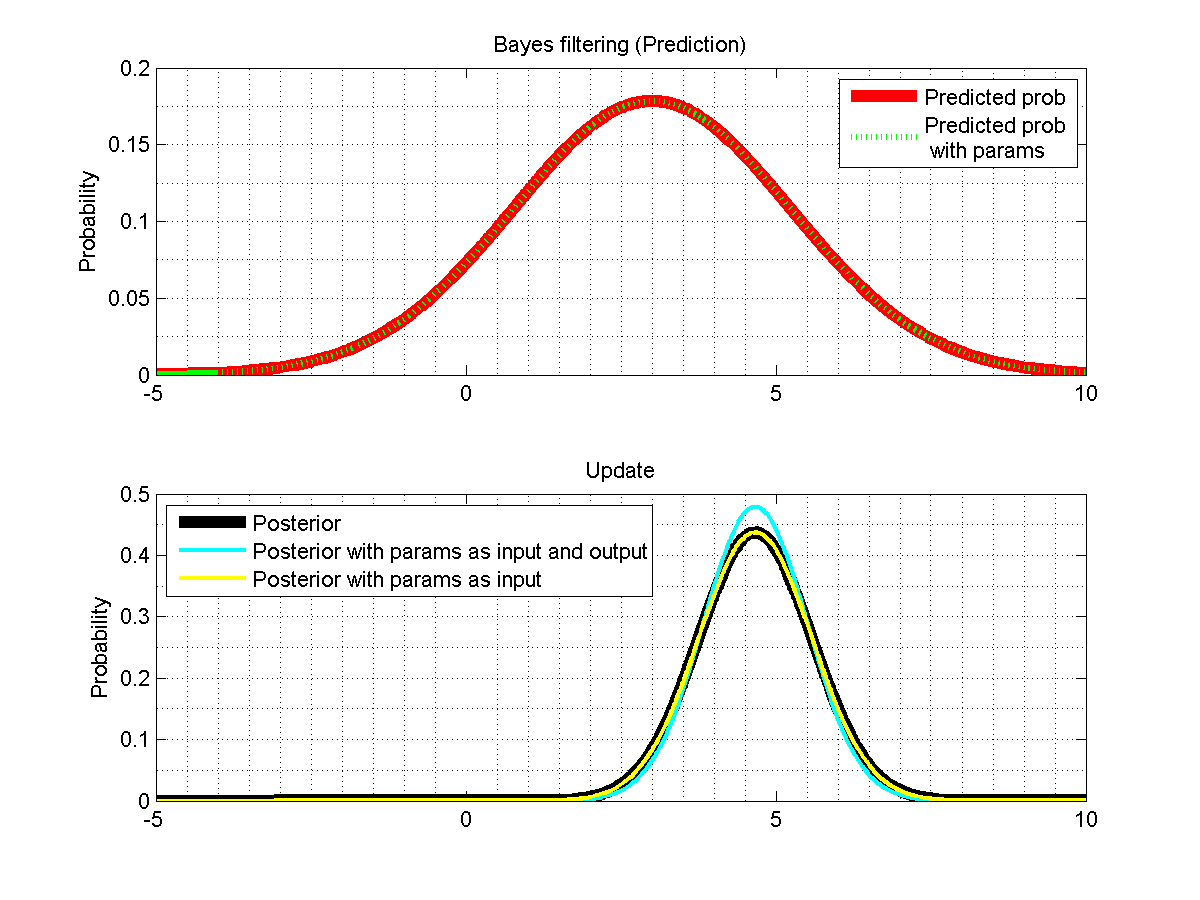 Bayes filtering (Prediction)
0.2
0.15
0.1
0.05
0
Probability
-5
0
5
10
Predicted prob
Predicted prob
with params
Update
0.5
0.4
0.3
0.2
0.1
0
Probability
-5
0
5
10
Posterior
Posterior with params as input and output
Posterior with params as input